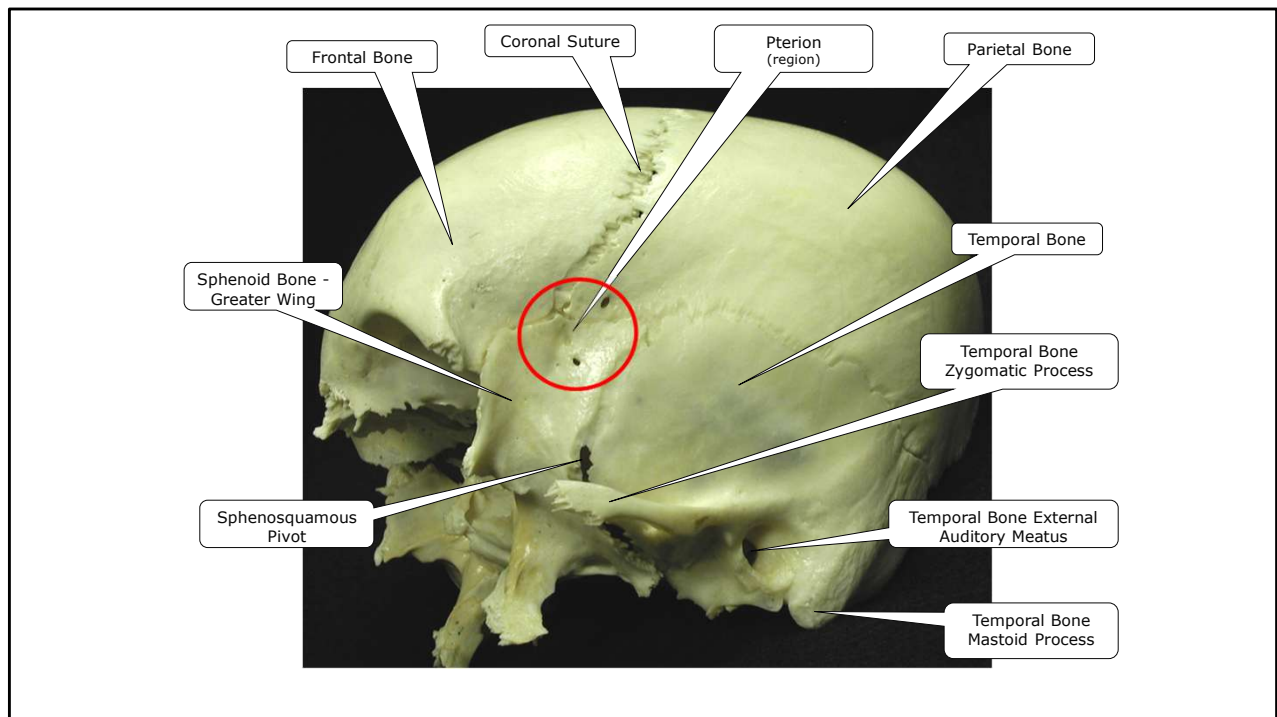 Coronal Suture
Pterion
(region)
Parietal Bone
Frontal Bone
Temporal Bone
Sphenoid Bone -
Greater Wing
Temporal Bone
Zygomatic Process
Sphenosquamous
Pivot
Temporal Bone External
Auditory Meatus
Temporal Bone
Mastoid Process